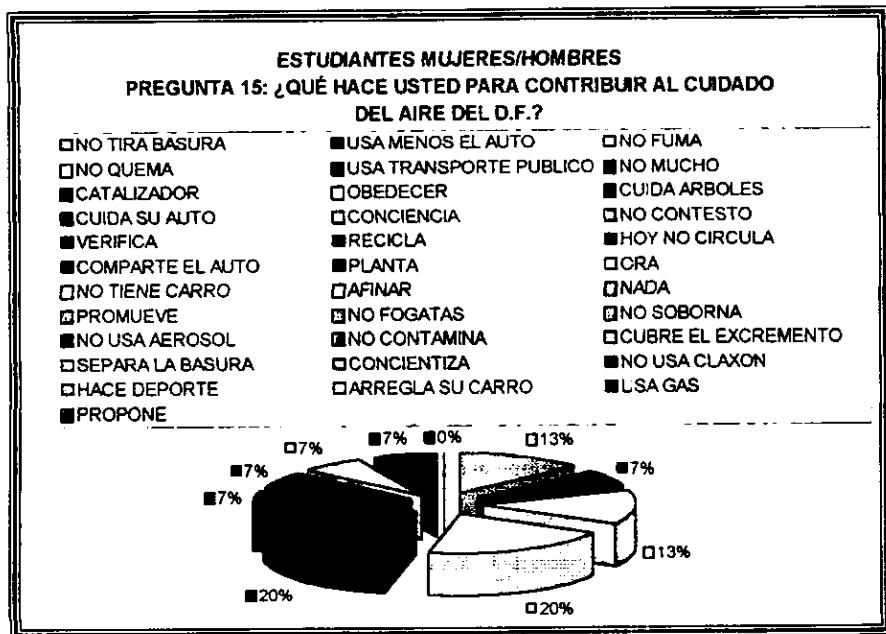 ESTUDIANTES MUJERES/HOMBRES
PREGUNTA 15: ¿QUÉ HACE USTED PARA CONTRIBUIR AL CUIDADO
DEL AIRE DEL D.F.?
NO TIRA BASURA USA MENOS EL AUTO NO FUMA
NO QUEMA USA TRANSPORTE PUBLICO NO MUCHO
CATALIZADOR OBEDECER CUIDA ARBOLES
CUIDA SU AUTO CONCIENCIA NO CONTESTO
VERIFICA RECICLA HOY NO CIRCULA
COMPARTE EL AUTO PLANTA ORA
NO TIENE CARRO AFINAR NADA
PROMUEVE NO FOGATAS NO SOBORNA
NO USA AEROSOL NO CONTAMINA CUBRE EL EXCREMENTO
SEPARA LA BASURA CONCIENTIZA NO USA CLAXON
HACE DEPORTE ARREGLA SU CARRO USA GAS
PROPONE
7% 7% 0% 13%
7% 7%
7%
13%
20%
20%